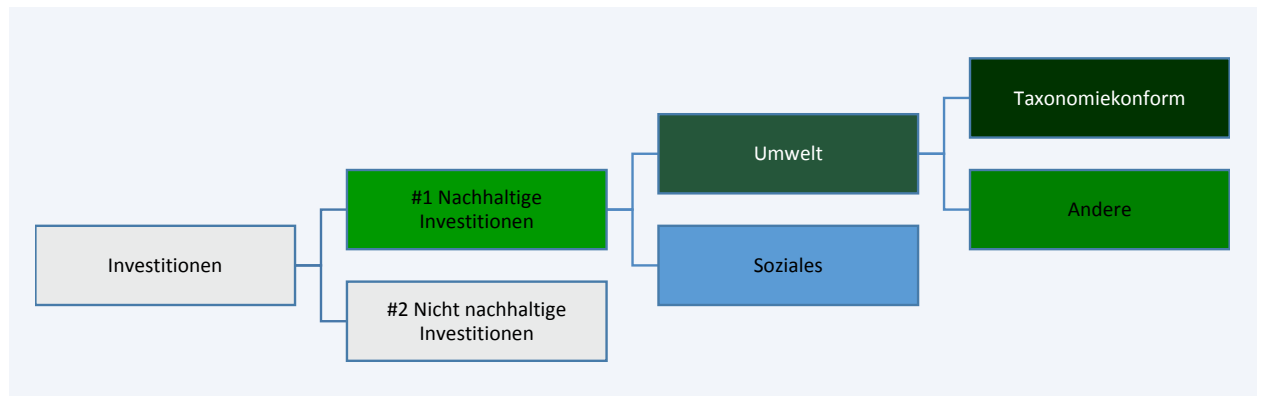 Investitionen
#1 Nachhaltige
Investitionen
#2 Nicht nachhaltige
Investitionen
Umwelt
Soziales
Taxonomiekonform
Andere